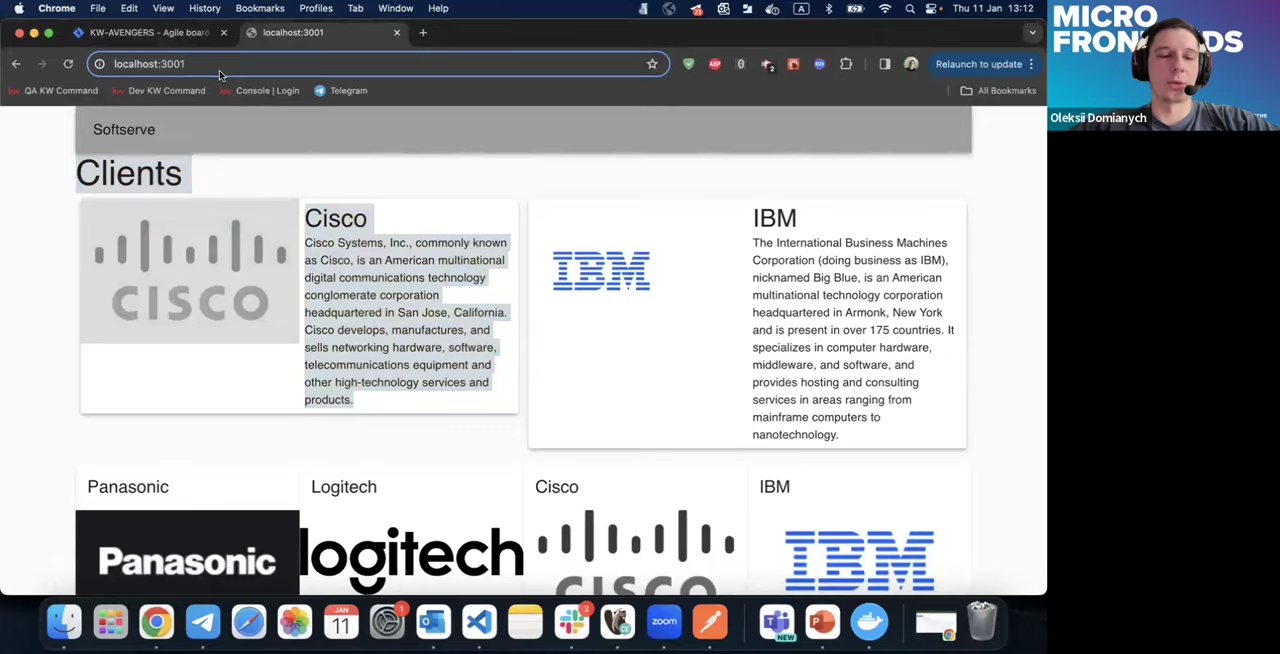 Chrome File Edit View History Bookmarks Profiles Tab Window Help
Thu 11 Jan 13:12
KW-AVENGERS - Agile board
localhost:3001
localhost:3001
Relaunch to update
QA KW Command
Dev KW Command
Console | Login
Telegram
All Bookmarks
Softserve
Clients
CISCO
Cisco
Cisco Systems, Inc., commonly known
as Cisco, is an American multinational
digital communications technology
conglomerate corporation
headquartered in San Jose, California.
Cisco develops, manufactures, and
sells networking hardware, software,
telecommunications equipment and
other high-technology services and
products.
IBM
IBM
The International Business Machines
Corporation (doing business as IBM),
nicknamed Big Blue, is an American
multinational technology corporation
headquartered in Armonk, New York
and is present in over 175 countries. It
specializes in computer hardware,
middleware, and software, and
provides hosting and consulting
services in areas ranging from
mainframe computers to
nanotechnology.
Panasonic
Logitech
Cisco
IBM
Panasonic
logitech
CISCO
IBM
JAN
11
1
2
zoom
NEW
MICRO
Oleksii Domianych